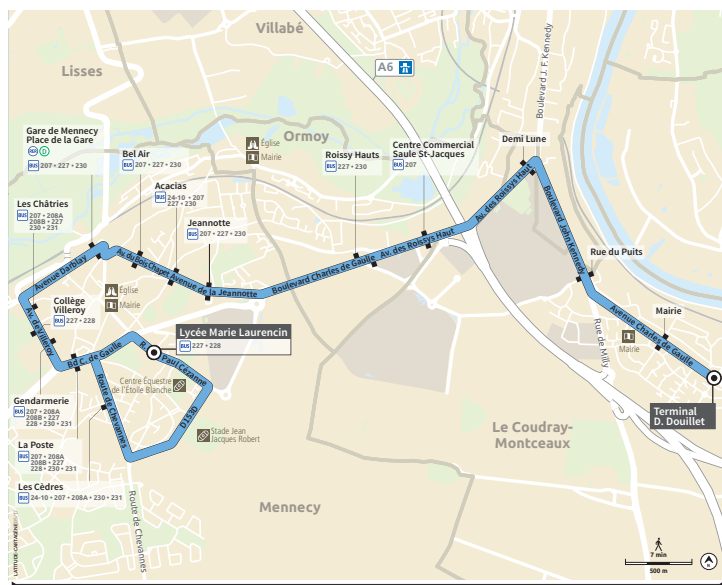 Villabé
Boulevard J. F. Kennedy
A6
Lisses
Gare de Mennecy
Place de la Gare
RER D
BUS 207 • 227 • 230
Bel Air
BUS 207 • 227 • 230
Église
Mairie
Ormoy
Roissy Hauts
BUS 227 • 230
Centre Commercial
Saule St-Jacques
BUS 207
Demi Lune
Acacias
BUS 24-10 • 207
227 • 230
Les Châtries
BUS 207 • 208A
208B • 227
230 • 231
Jeannotte
BUS 207 • 227 • 230
Av. des Roissys Haut
Av. des Roissys Haut
Boulevard John Kennedy
Rue du Puits
Avenue Darblay
Av. du Bois Chapet
Avenue de la Jeannotte
Boulevard Charles de Gaulle
Église
Mairie
Collège
Villeroy
BUS 227 • 228
Av. de Villeroy
Lycée Marie Laurencin
BUS 227 • 228
Mairie
Avenue Charles de Gaulle
Mairie
Rue de Milly
Bd C. de Gaulle
R. Paul Cézanne
Centre Équestre
de l'Étoile Blanche
Route de Chevannes
D153D
Gendarmerie
BUS 207 • 208A
208B • 227
228 • 230 • 231
Terminal
D. Douillet
Stade Jean
Jacques Robert
Le Coudray-
Montceaux
La Poste
BUS 207 • 208A
208B • 227
228 • 230 • 231
Les Cèdres
BUS 24-10 • 207 • 208A • 230 • 231
Mennecy
Route de Chevannes
LATITUDE-CARTAGENE
7 min
500 m
N